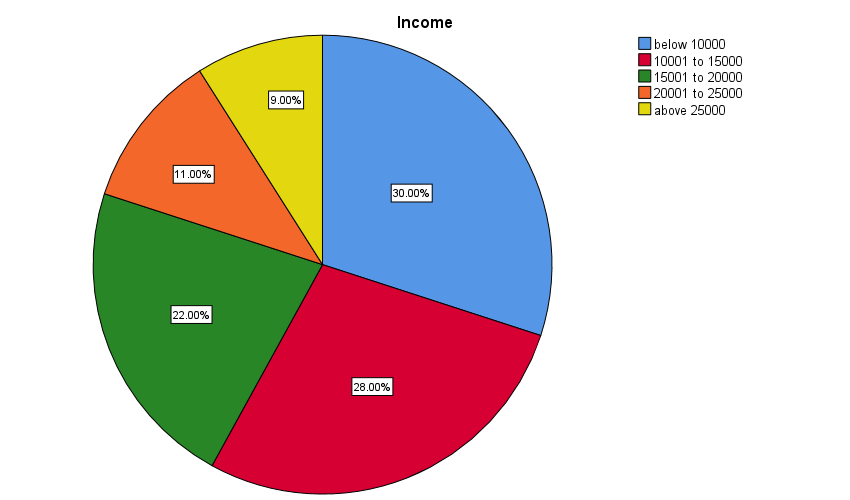 Income
below 10000
10001 to 15000
15001 to 20000
20001 to 25000
above 25000
9.00%
11.00%
30.00%
22.00%
28.00%